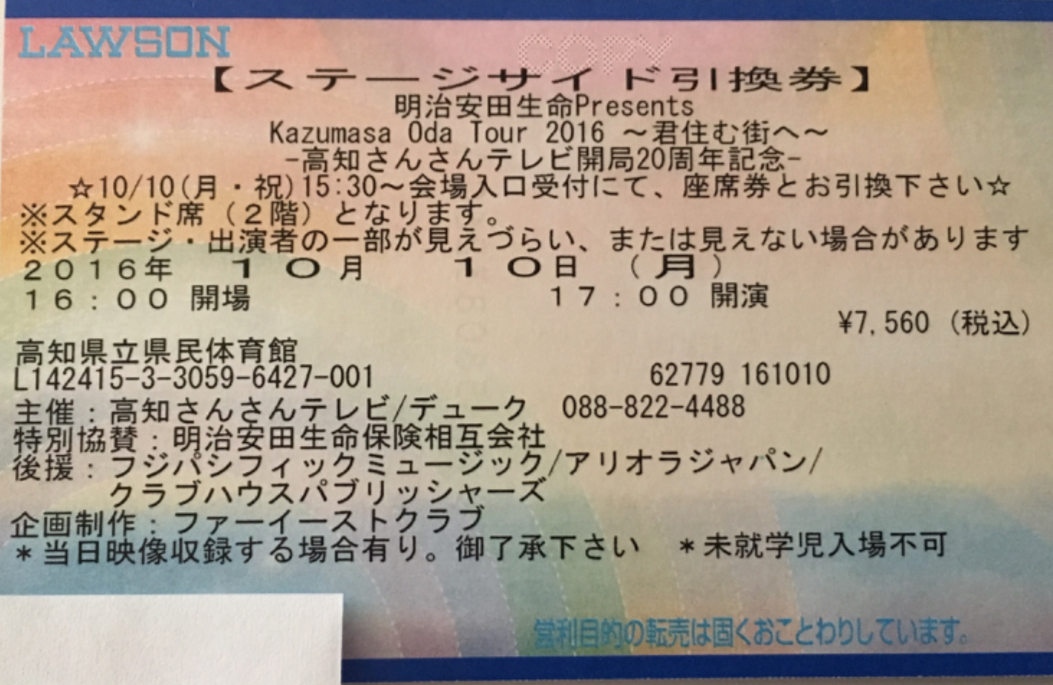 LAWSON
COPY
【ステージサイド引換券】
明治安田生命Presents
Kazumasa Oda Tour 2016 ～君住む街へ～
-高知さんさんテレビ開局20周年記念-
☆10/10(月・祝)15:30～会場入口受付にて、座席券とお引換下さい☆
※スタンド席（２階）となります。
※ステージ・出演者の一部が見えづらい、または見えない場合があります
２０１６年　１０月　１０日　（月）
１６：００ 開場　１７：００ 開演
¥7,560 (税込)
高知県立県民体育館
L142415-3-3059-6427-001　62779 161010
主催：高知さんさんテレビ/デューク　088-822-4488
特別協賛：明治安田生命保険相互会社
後援：フジパシフィックミュージック/アリオラジャパン/
クラブハウスパブリッシャーズ
企画制作：ファーイーストクラブ
＊当日映像収録する場合有り。御了承下さい　＊未就学児入場不可
営利目的の転売は固くおことわりしています。